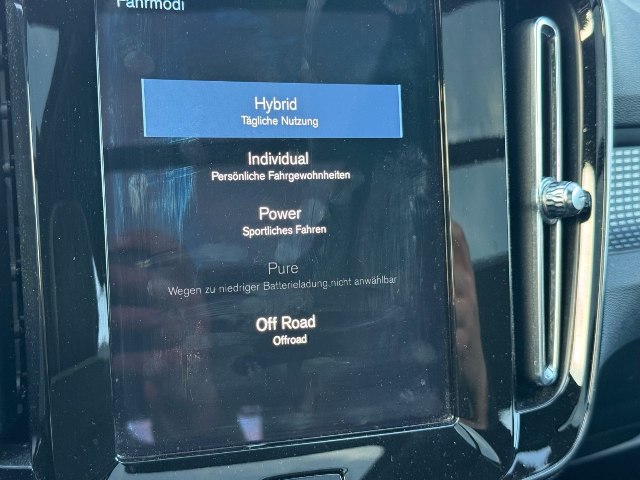 Fahrmodi
Hybrid
Tägliche Nutzung
Individual
Persönliche Fahrgewohnheiten
Power
Sportliches Fahren
Pure
Wegen zu niedriger Batterieladung nicht anwählbar
Off Road
Offroad